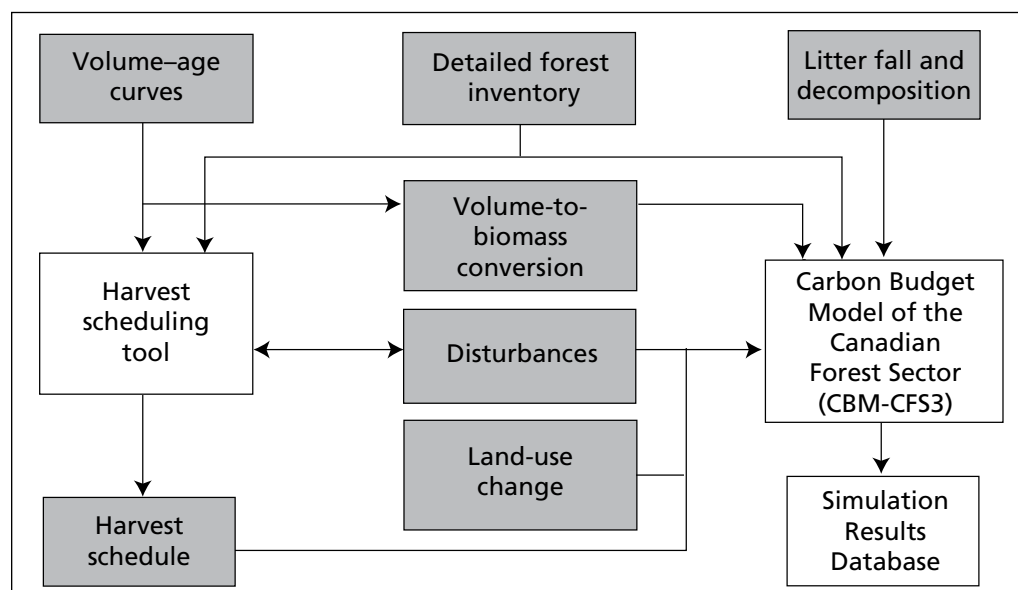 Volume–age
curves
Detailed forest
inventory
Litter fall and
decomposition
Volume-to-
biomass
conversion
Harvest
scheduling
tool
Carbon Budget
Model of the
Canadian
Forest Sector
(CBM-CFS3)
Disturbances
Land-use
change
Harvest
schedule
Simulation
Results
Database